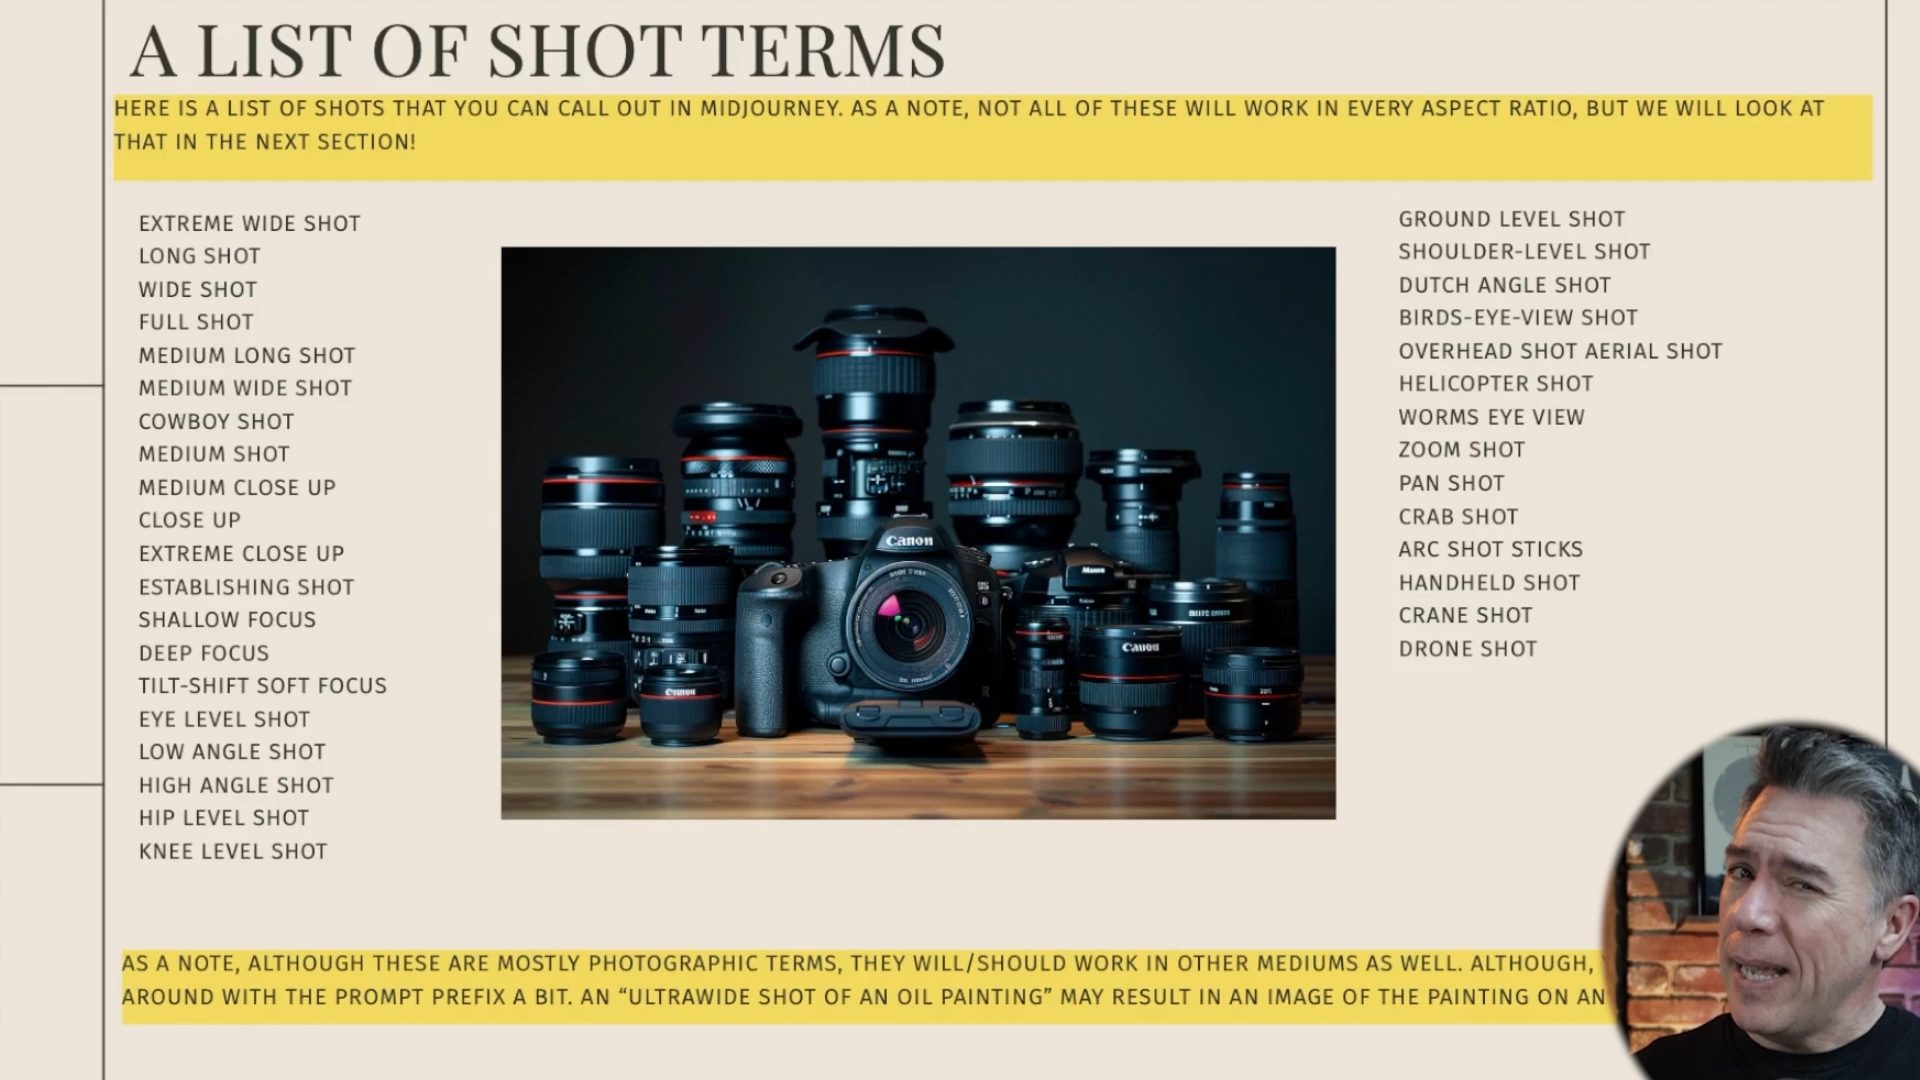 A LIST OF SHOT TERMS
HERE IS A LIST OF SHOTS THAT YOU CAN CALL OUT IN MIDJOURNEY. AS A NOTE, NOT ALL OF THESE WILL WORK IN EVERY ASPECT RATIO, BUT WE WILL LOOK AT
THAT IN THE NEXT SECTION!
EXTREME WIDE SHOT
LONG SHOT
WIDE SHOT
FULL SHOT
MEDIUM LONG SHOT
MEDIUM WIDE SHOT
COWBOY SHOT
MEDIUM SHOT
MEDIUM CLOSE UP
CLOSE UP
EXTREME CLOSE UP
ESTABLISHING SHOT
SHALLOW FOCUS
DEEP FOCUS
TILT-SHIFT SOFT FOCUS
EYE LEVEL SHOT
LOW ANGLE SHOT
HIGH ANGLE SHOT
HIP LEVEL SHOT
KNEE LEVEL SHOT
Canon
Canon
GROUND LEVEL SHOT
SHOULDER-LEVEL SHOT
DUTCH ANGLE SHOT
BIRDS-EYE-VIEW SHOT
OVERHEAD SHOT AERIAL SHOT
HELICOPTER SHOT
WORMS EYE VIEW
ZOOM SHOT
PAN SHOT
CRAB SHOT
ARC SHOT STICKS
HANDHELD SHOT
CRANE SHOT
DRONE SHOT
AS A NOTE, ALTHOUGH THESE ARE MOSTLY PHOTOGRAPHIC TERMS, THEY WILL/SHOULD WORK IN OTHER MEDIUMS AS WELL. ALTHOUGH,
AROUND WITH THE PROMPT PREFIX A BIT. AN “ULTRAWIDE SHOT OF AN OIL PAINTING” MAY RESULT IN AN IMAGE OF THE PAINTING ON AN